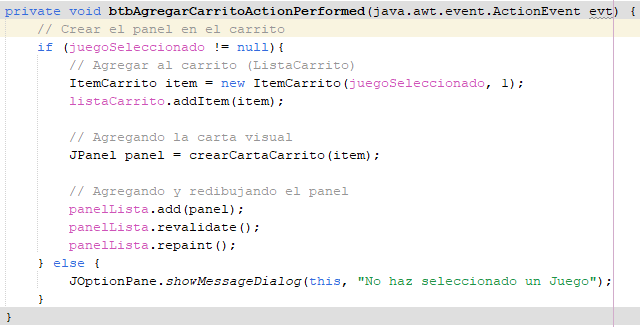 private void btbAgregarCarritoActionPerformed(java.awt.event.ActionEvent evt) {
// Crear el panel en el carrito
if (juegoSeleccionado != null){
// Agregar al carrito (ListaCarrito)
ItemCarrito item = new ItemCarrito(juegoSeleccionado, 1);
listaCarrito.addItem(item);
// Agregando la carta visual
JPanel panel = crearCartaCarrito(item);
// Agregando y redibujando el panel
panelLista.add(panel);
panelLista.revalidate();
panelLista.repaint();
} else {
JOptionPane.showMessageDialog(this, "No haz seleccionado un Juego");
}
}